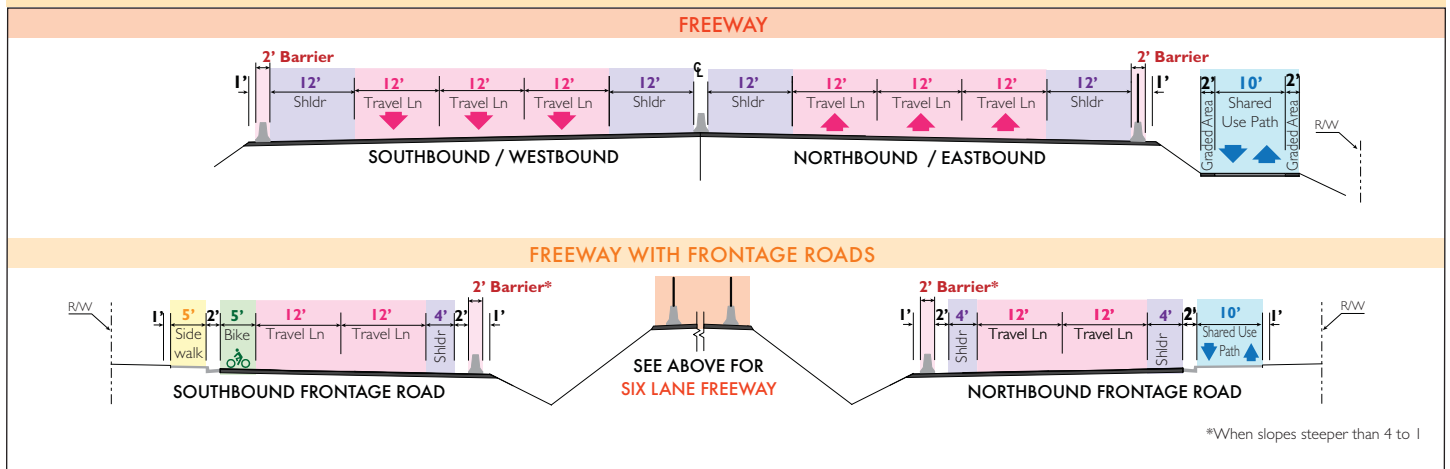 FREEWAY
2' Barrier
2' Barrier
1' 12' 12' 12' 12' 12' ℄ 12' 12' 12' 12' 12' 1' 2' 10' 2'
Shldr Travel Ln Travel Ln Travel Ln Shldr Shldr Travel Ln Travel Ln Travel Ln Shldr Graded Area Shared Graded Area
Use Path
R/W
SOUTHBOUND / WESTBOUND
NORTHBOUND / EASTBOUND
FREEWAY WITH FRONTAGE ROADS
2' Barrier*
2' Barrier*
R/W 1' 5' 2' 5' 12' 12' 4' 2' 1'
Side Bike Travel Ln Travel Ln Shldr
walk
SOUTHBOUND FRONTAGE ROAD
SEE ABOVE FOR
SIX LANE FREEWAY
1' 2' 4' 12' 12' 4' 2' 10' 1' R/W
Shldr Travel Ln Travel Ln Shldr Shared Use
Path
NORTHBOUND FRONTAGE ROAD
*When slopes steeper than 4 to 1